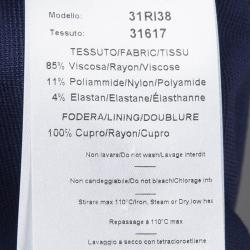 Modello: 31RI38
Tessuto: 31617
TESSUTO/FABRIC/TISSU
85% Viscosa/Rayon/Viscose
11% Poliammide/Nylon/Polyamide
4% Elastan/Elastane/Élasthanne
FODERA/LINING/DOUBLURE
100% Cupro/Rayon/Cupro
Non lavare/Do not wash/Lavage interdit
Non candeggiabile/Do not bleach/Chlorage inter
Stirare max 110°C/Iron, Steam or Dry, low hea
Repassage à 110°C max
Lavaggio a secco con tetracloroetilene